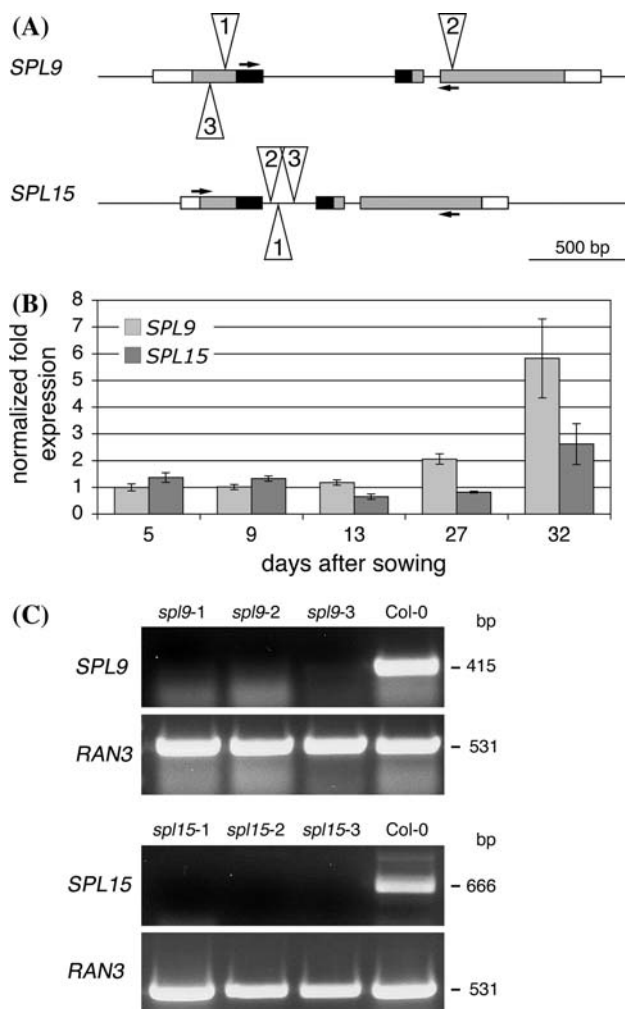 (A)
1
2
SPL9
3
2 3
SPL15
1
500 bp
(B)
normalized fold
expression
8
7
6
5
4
3
2
1
0
SPL9
SPL15
5 9 13 27 32
days after sowing
(C)
spl9-1 spl9-2 spl9-3 Col-0 bp
SPL9 – 415
RAN3 – 531
spl15-1 spl15-2 spl15-3 Col-0 bp
SPL15 – 666
RAN3 – 531